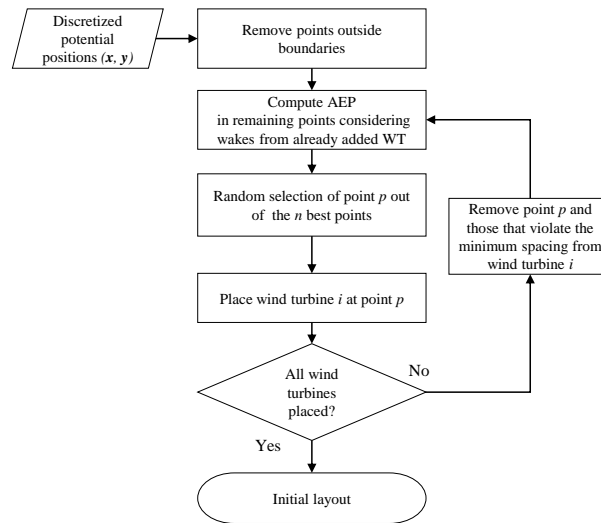 Discretized
potential
positions (x, y)
Remove points outside
boundaries
Compute AEP
in remaining points considering
wakes from already added WT
Random selection of point p out
of the n best points
Remove point p and
those that violate the
minimum spacing from
wind turbine i
Place wind turbine i at point p
All wind
turbines
placed?
No
Yes
Initial layout